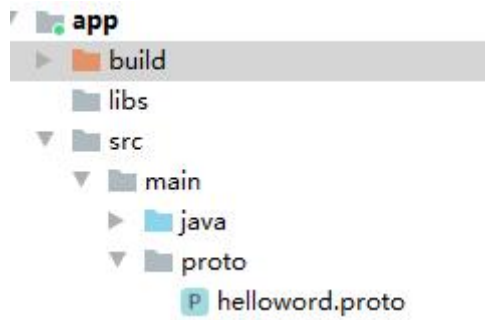 app
build
libs
src
main
java
proto
P helloword.proto